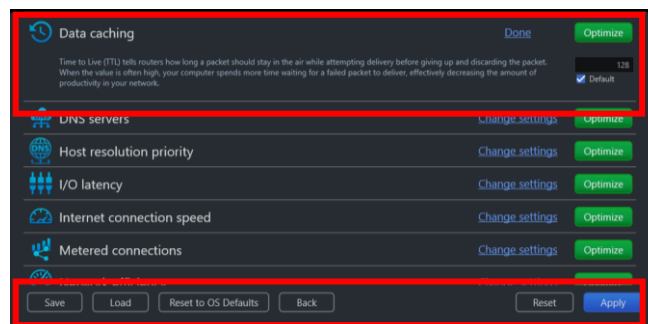 Data caching Done Optimize
Time to Live (TTL) tells routers how long a packet should stay in the air while attempting delivery before giving up and discarding the packet.
When the value is often high, your computer spends more time waiting for a failed packet to deliver, effectively decreasing the amount of
productivity in your network.
128
Default
DNS servers Change settings Optimize
DNS
Host resolution priority Change settings Optimize
I/O latency Change settings Optimize
Internet connection speed Change settings Optimize
Metered connections Change settings Optimize
Save Load Reset to OS Defaults Back Reset Apply